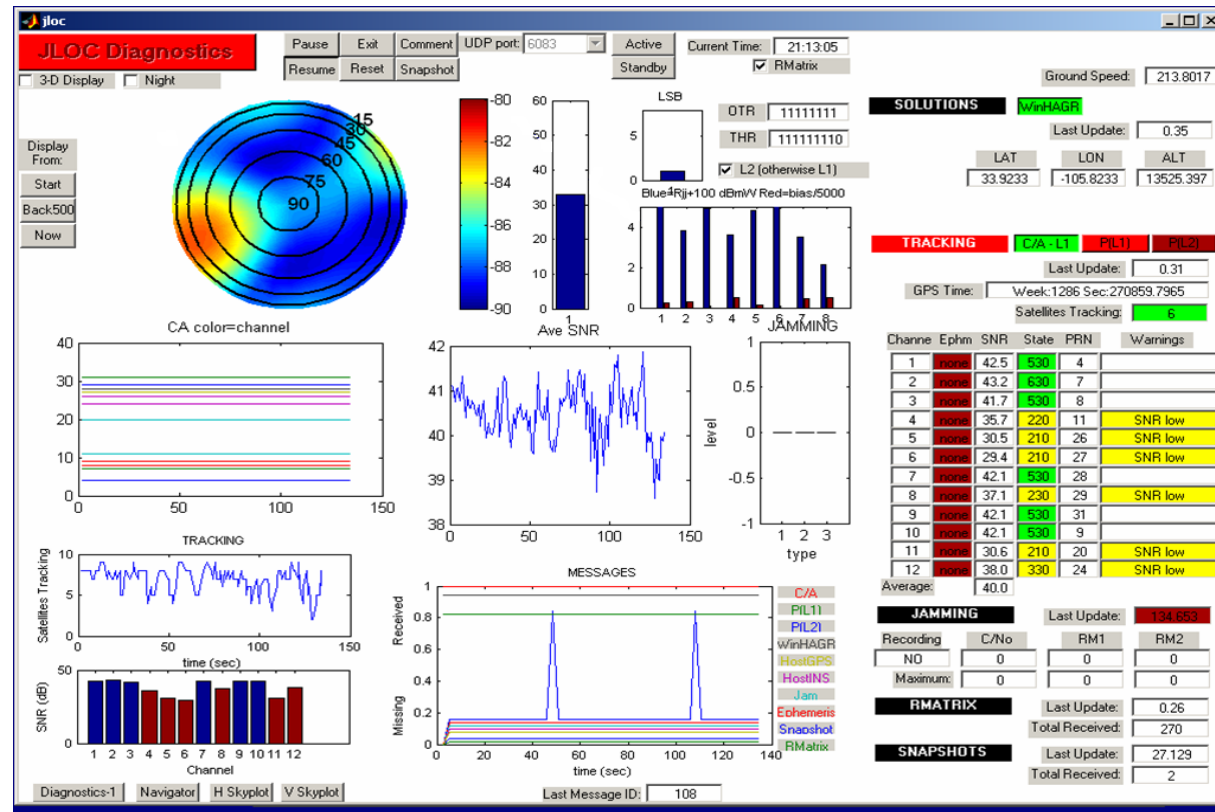 jloc
JLOC Diagnostics
Pause Exit Comment UDP port: 6083 Active Current Time: 21:13:05
Resume Reset Snapshot Standby RMatrix
3-D Display Night
Ground Speed: 213.8017
Display From:
Start
Back500
Now
15
30
45
60
75
90
-80
-82
-84
-86
-88
-90
60
50
40
30
20
10
0
1
Ave SNR
LSB
5
0
OTR 11111111
THR 111111110
L2 (otherwise L1)
Blue=Rjj+100 dBmW Red=bias/5000
4
2
0
1 2 3 4 5 6 7 8
SOLUTIONS WinHAGR
Last Update: 0.35
LAT LON ALT
33.9233 -105.8233 13525.397
TRACKING C/A - L1 P(L1) P(L2)
Last Update: 0.31
GPS Time: Week:1286 Sec:270859.7965
Satellites Tracking: 6
Channe Ephm SNR State PRN Warnings
1 none 42.5 530 4
2 none 43.2 630 7
3 none 41.7 530 8
4 none 35.7 220 11 SNR low
5 none 30.5 210 26 SNR low
6 none 29.4 210 27 SNR low
7 none 42.1 530 28
8 none 37.1 230 29 SNR low
9 none 42.1 530 31
10 none 42.1 530 9
11 none 30.6 210 20 SNR low
12 none 38.0 330 24 SNR low
Average: 40.0
CA color=channel
40
30
20
10
0
0 50 100 150
42
41
40
39
38
0 50 100 150
JAMMING
level
1
0.5
0
-0.5
-1
1 2 3
type
TRACKING
Satellites Tracking
10
5
0
0 50 100 150
time (sec)
SNR (dB)
50
0
1 2 3 4 5 6 7 8 9 10 11 12
Channel
MESSAGES
Missing Received
1
0.8
0.6
0.4
0.2
0
0 20 40 60 80 100 120 140
time (sec)
C/A
P(L1)
P(L2)
WinHAGR
HostGPS
HostINS
Jam
Ephemeris
Snapshot
RMatrix
JAMMING Last Update: 134.653
Recording C/No RM1 RM2
NO 0 0 0
Maximum: 0 0 0
RMATRIX Last Update: 0.26
Total Received: 270
SNAPSHOTS Last Update: 27.129
Total Received: 2
Diagnostics-1 Navigator H Skyplot V Skyplot
Last Message ID: 108